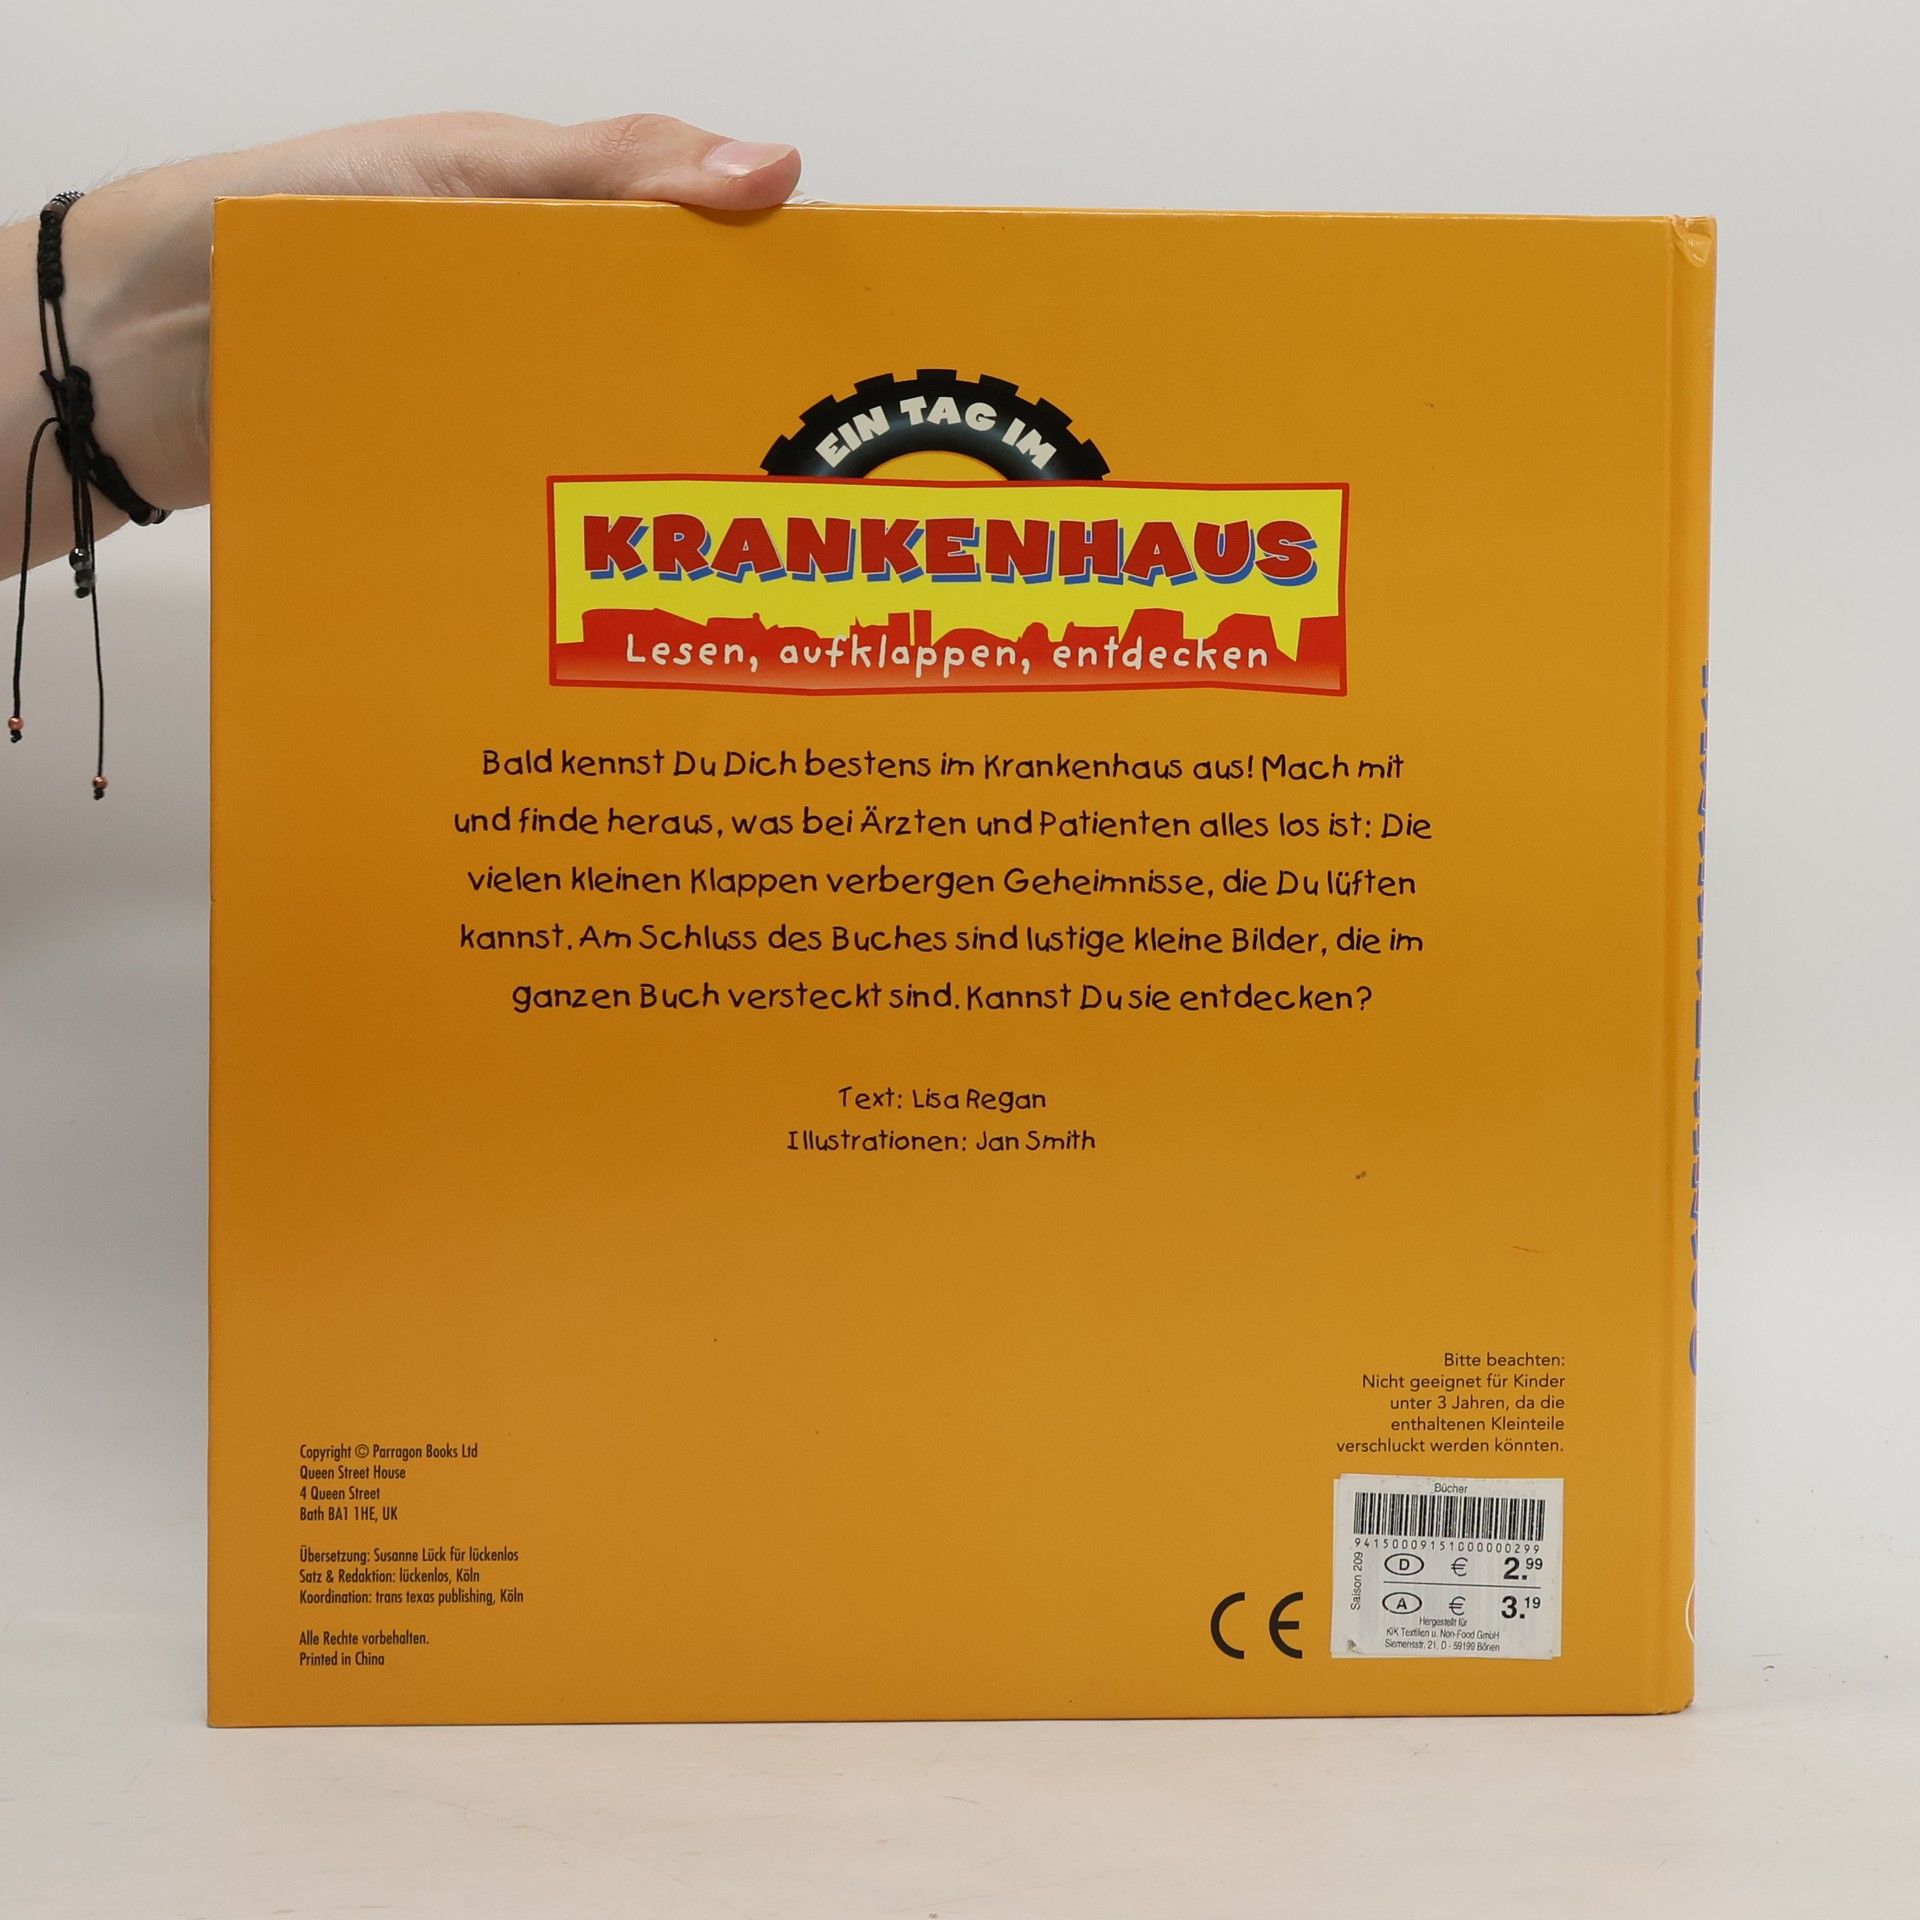 EIN TAG IM
KRANKENHAUS
Lesen, aufklappen, entdecken
Bald kennst Du Dich bestens im Krankenhaus aus! Mach mit
und finde heraus, was bei Ärzten und Patienten alles los ist: Die
vielen kleinen Klappen verbergen Geheimnisse, die Du lüften
kannst. Am Schluss des Buches sind lustige kleine Bilder, die im
ganzen Buch versteckt sind. Kannst Du sie entdecken?
Text: Lisa Regan
Illustrationen: Jan Smith
Bitte beachten:
Nicht geeignet für Kinder
unter 3 Jahren, da die
enthaltenen Kleinteile
verschluckt werden könnten.
Copyright © Parragon Books Ltd
Queen Street House
4 Queen Street
Bath BA1 1HE, UK
Übersetzung: Susanne Lück für lückenlos
Satz & Redaktion: lückenlos, Köln
Koordination: trans texas publishing, Köln
Alle Rechte vorbehalten.
Printed in China
CE
Bücher
94150009151000000299
Saison 209
D € 2.99
A € 3.19
Hergestellt für
KiK Textilien u. Non-Food GmbH
Siemensstr. 21, D - 59199 Bönen